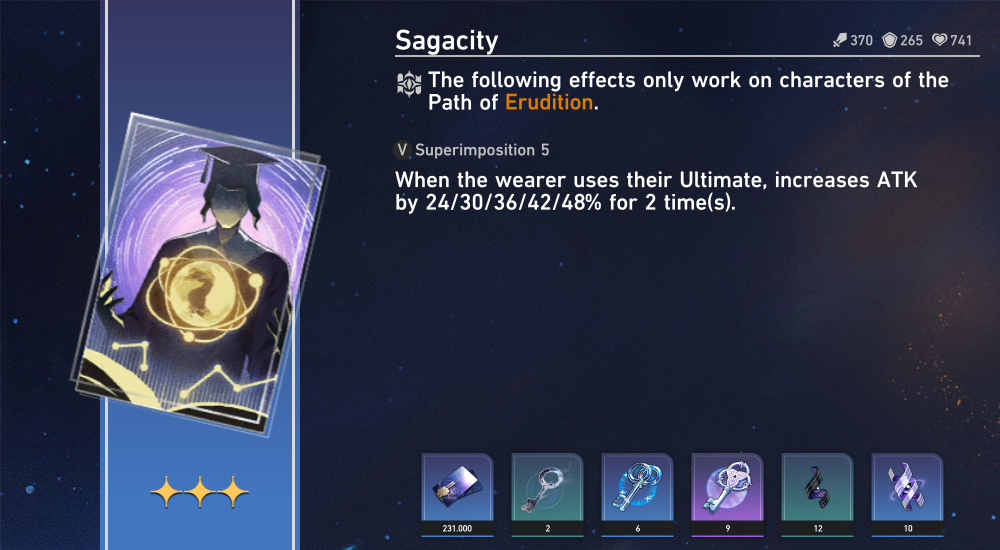 Sagacity
370 265 741
The following effects only work on characters of the
Path of Erudition.
V Superimposition 5
When the wearer uses their Ultimate, increases ATK
by 24/30/36/42/48% for 2 time(s).
231.000 2 6 9 12 10